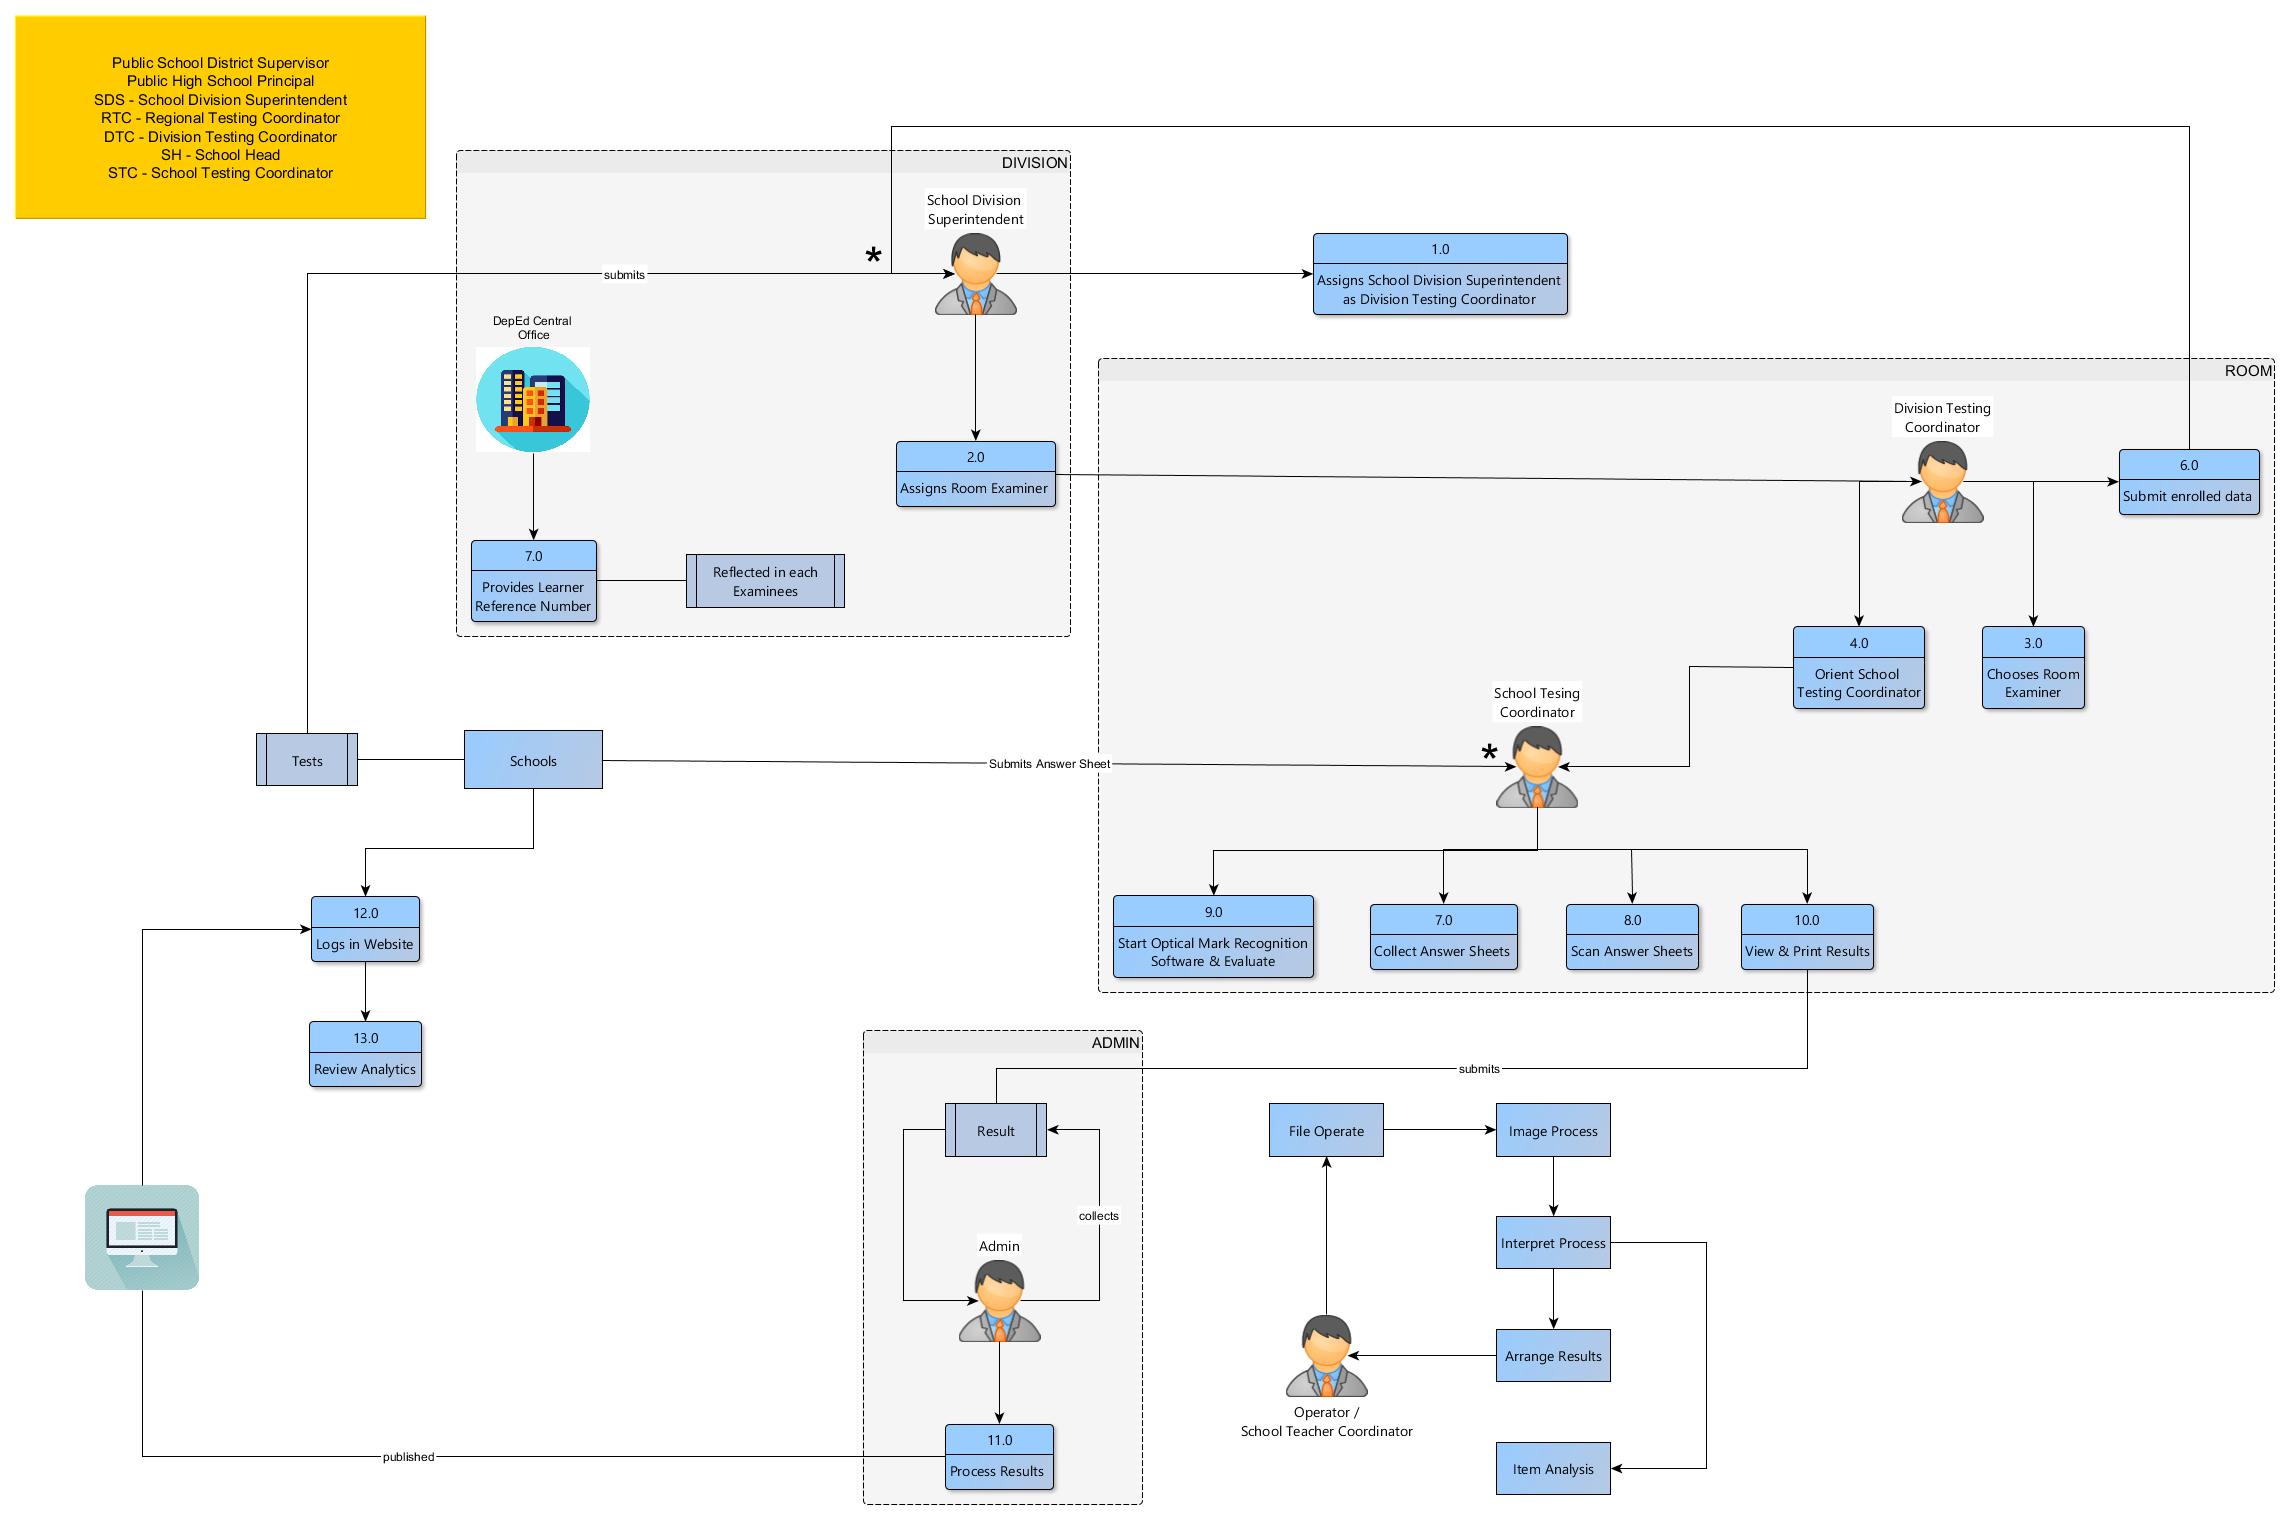 Public School District Supervisor
Public High School Principal
SDS - School Division Superintendent
RTC - Regional Testing Coordinator
DTC - Division Testing Coordinator
SH - School Head
STC - School Testing Coordinator
DIVISION
School Division
Superintendent
*
submits
1.0
Assigns School Division Superintendent
as Division Testing Coordinator
DepEd Central
Office
ROOM
Division Testing
Coordinator
2.0
Assigns Room Examiner
6.0
Submit enrolled data
7.0
Provides Learner
Reference Number
Reflected in each
Examinees
4.0
Orient School
Testing Coordinator
3.0
Chooses Room
Examiner
School Tesing
Coordinator
*
Tests
Schools
Submits Answer Sheet
12.0
Logs in Website
9.0
Start Optical Mark Recognition
Software & Evaluate
7.0
Collect Answer Sheets
8.0
Scan Answer Sheets
10.0
View & Print Results
13.0
Review Analytics
ADMIN
submits
Result
File Operate
Image Process
collects
Admin
Interpret Process
Arrange Results
Operator /
School Teacher Coordinator
11.0
Process Results
published
Item Analysis